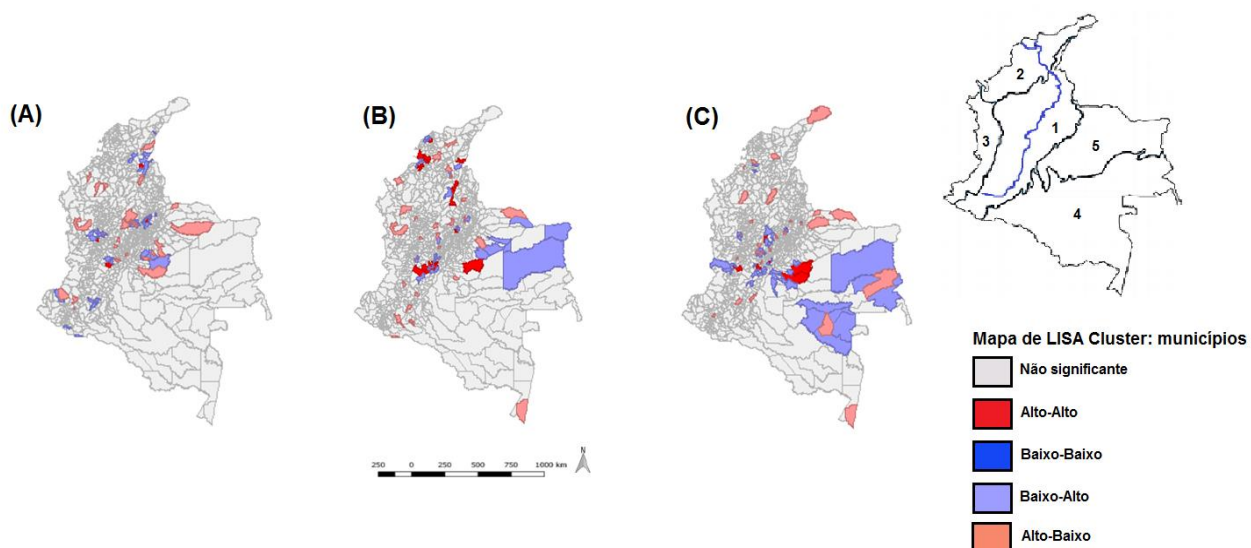 (A)
(B)
(C)
2
3
1
5
4
N
250 0 250 500 750 1000 km
Mapa de LISA Cluster: municípios
Não significante
Alto-Alto
Baixo-Baixo
Baixo-Alto
Alto-Baixo